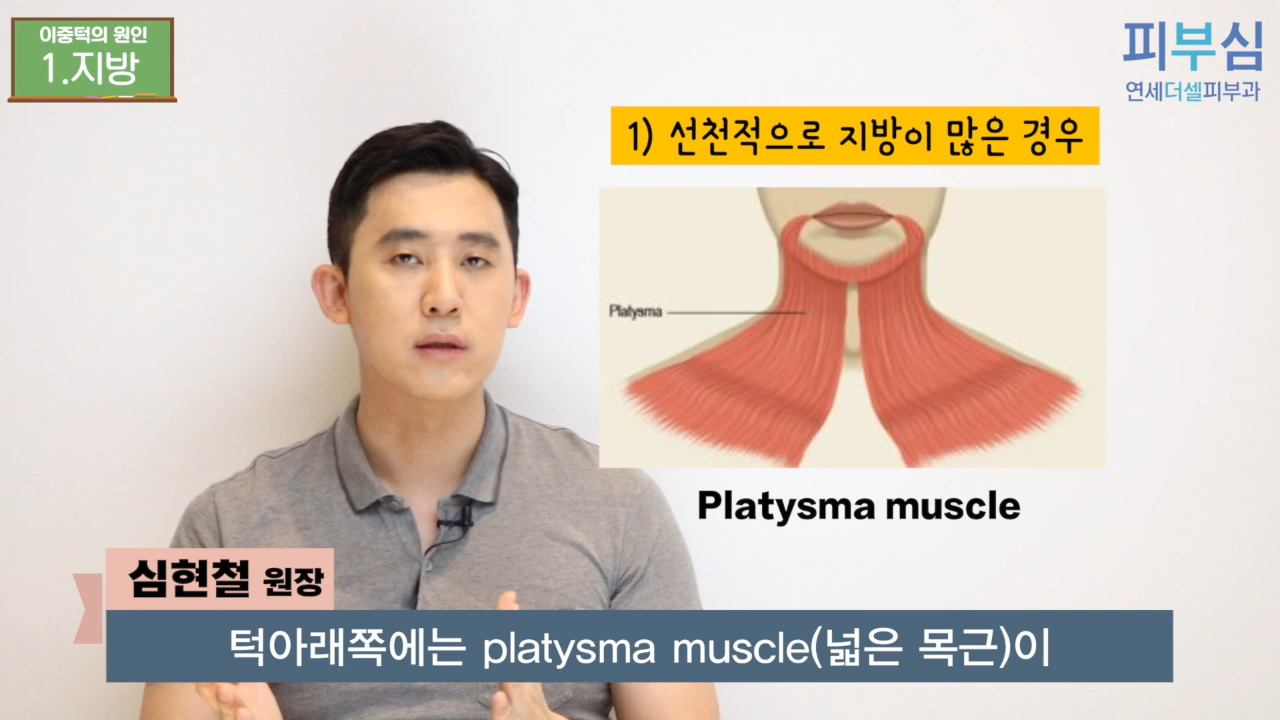 이중턱의 원인
1.지방
피부심
연세더셀피부과
1) 선천적으로 지방이 많은 경우
Platysma
Platysma muscle
심현철 원장
턱아래쪽에는 platysma muscle(넓은 목근)이